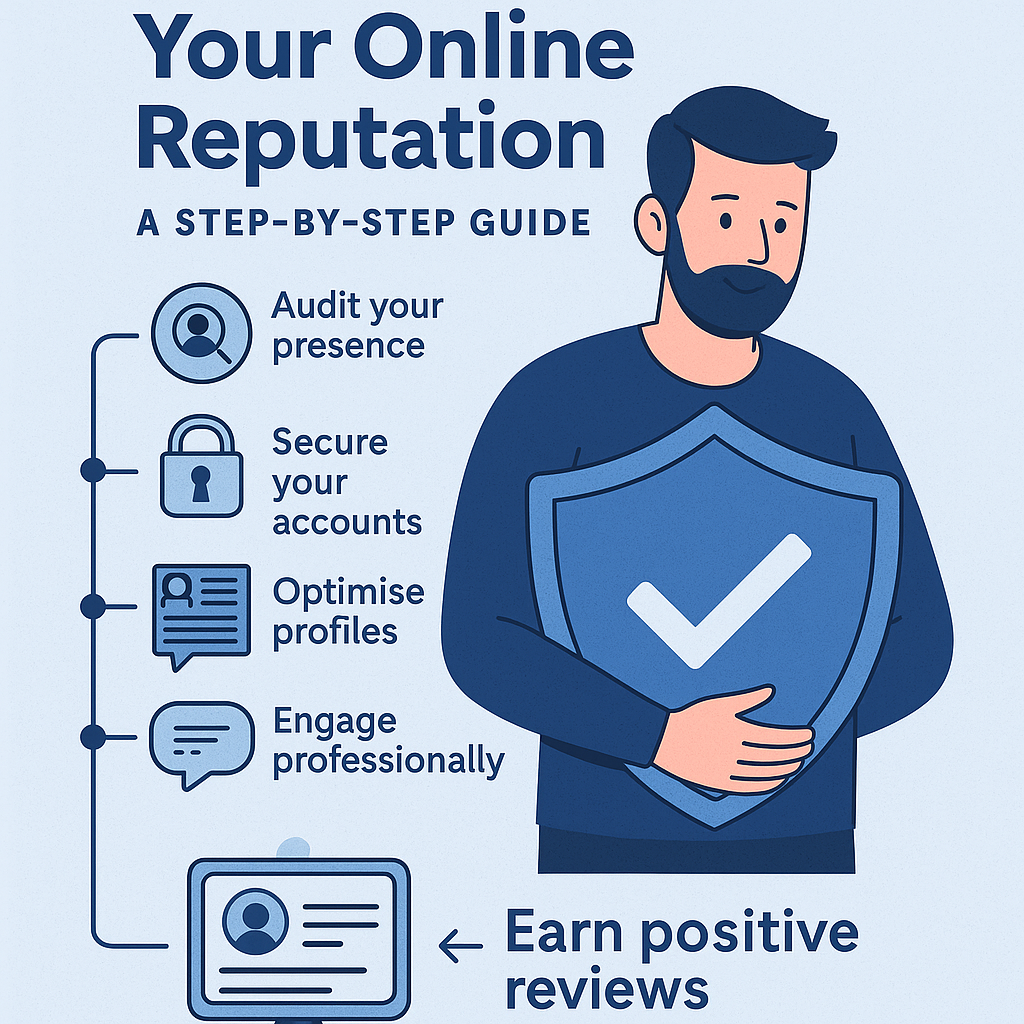 Your Online
Reputation
A STEP-BY-STEP GUIDE
Audit your
presence
Secure
your
accounts
Optimise
profiles
Engage
professionally
Earn positive
reviews